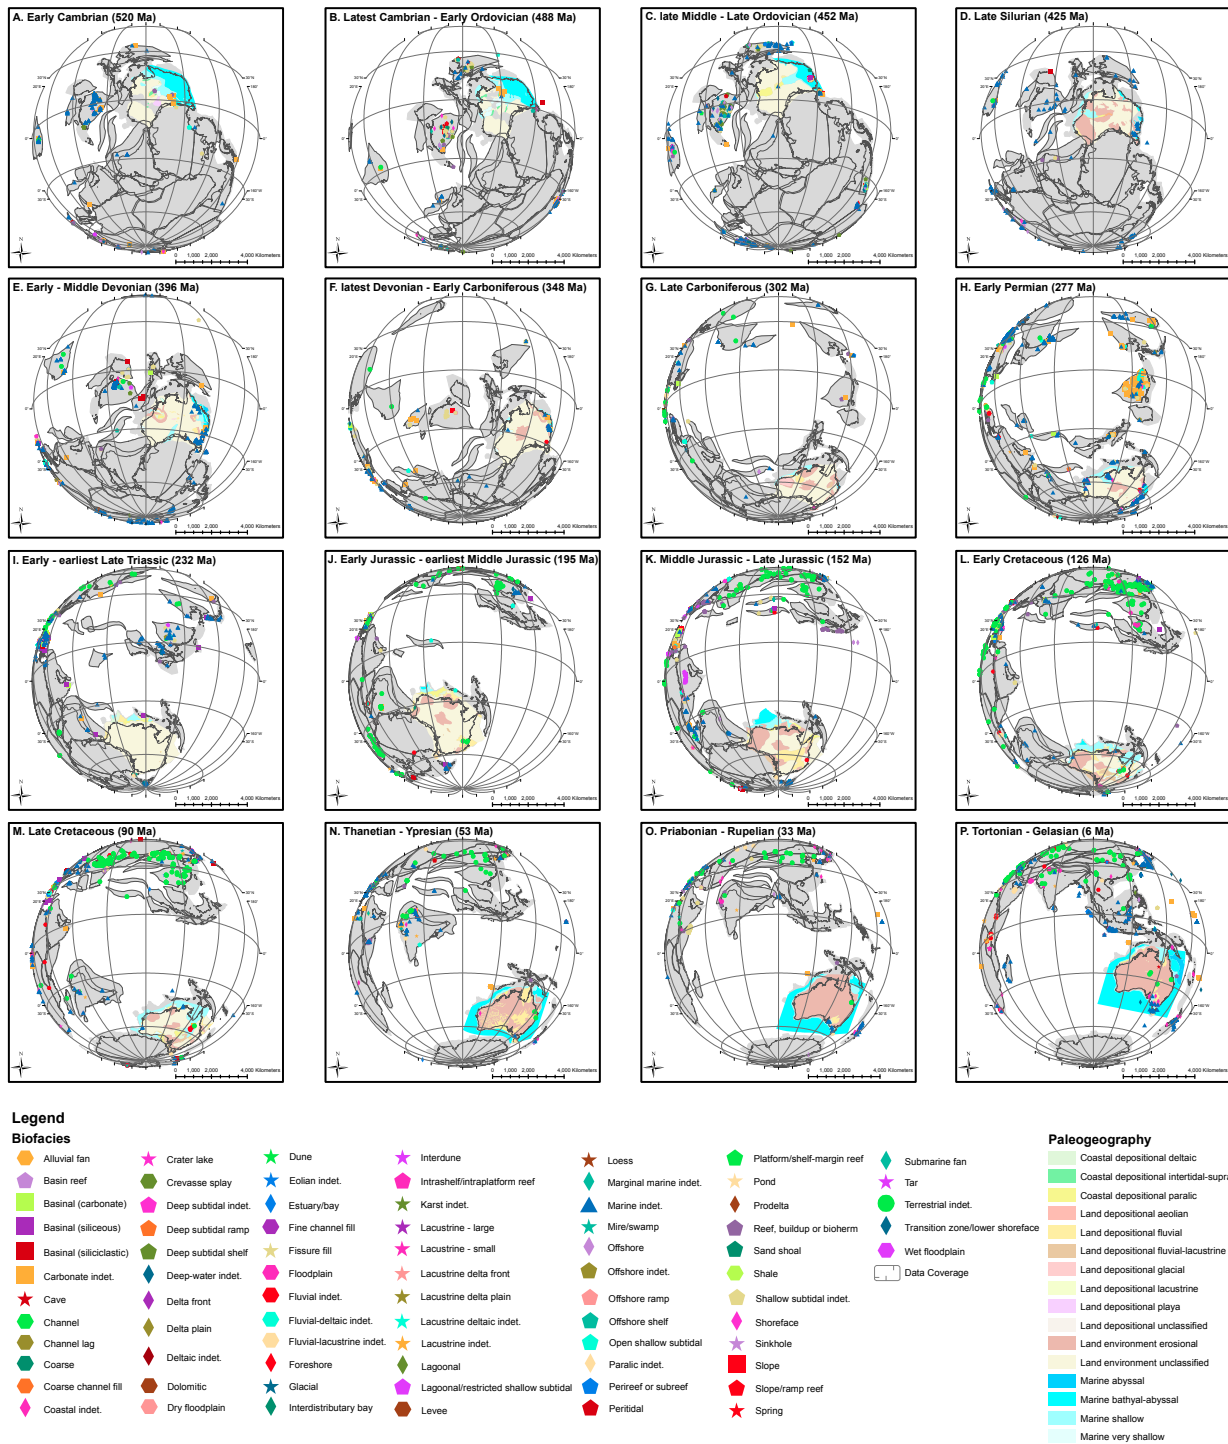 A. Early Cambrian (520 Ma)
B. Latest Cambrian - Early Ordovician (488 Ma)
C. late Middle - Late Ordovician (452 Ma)
D. Late Silurian (425 Ma)
E. Early - Middle Devonian (396 Ma)
F. latest Devonian - Early Carboniferous (348 Ma)
G. Late Carboniferous (302 Ma)
H. Early Permian (277 Ma)
I. Early - earliest Late Triassic (232 Ma)
J. Early Jurassic - earliest Middle Jurassic (195 Ma)
K. Middle Jurassic - Late Jurassic (152 Ma)
L. Early Cretaceous (126 Ma)
M. Late Cretaceous (90 Ma)
N. Thanetian - Ypresian (53 Ma)
O. Priabonian - Rupelian (33 Ma)
P. Tortonian - Gelasian (6 Ma)
Legend
Biofacies
Alluvial fan
Basin reef
Basinal (carbonate)
Basinal (siliceous)
Basinal (siliciclastic)
Carbonate indet.
Cave
Channel
Channel lag
Coarse
Coarse channel fill
Coastal indet.
Crater lake
Crevasse splay
Deep subtidal indet.
Deep subtidal ramp
Deep subtidal shelf
Deep-water indet.
Delta front
Delta plain
Deltaic indet.
Dolomitic
Dry floodplain
Dune
Eolian indet.
Estuary/bay
Fine channel fill
Fissure fill
Floodplain
Fluvial indet.
Fluvial-deltaic indet.
Fluvial-lacustrine indet.
Foreshore
Glacial
Interdistributary bay
Interdune
Intrashelf/intraplatform reef
Karst indet.
Lacustrine - large
Lacustrine - small
Lacustrine delta front
Lacustrine delta plain
Lacustrine deltaic indet.
Lacustrine indet.
Lagoonal
Lagoonal/restricted shallow subtidal
Levee
Loess
Marginal marine indet.
Marine indet.
Mire/swamp
Offshore
Offshore indet.
Offshore ramp
Offshore shelf
Open shallow subtidal
Paralic indet.
Perireef or subreef
Peritidal
Platform/shelf-margin reef
Pond
Prodelta
Reef, buildup or bioherm
Sand shoal
Shale
Shallow subtidal indet.
Shoreface
Sinkhole
Slope
Slope/ramp reef
Spring
Submarine fan
Tar
Terrestrial indet.
Transition zone/lower shoreface
Wet floodplain
Data Coverage
Paleogeography
Coastal depositional deltaic
Coastal depositional intertidal-supra
Coastal depositional paralic
Land depositional aeolian
Land depositional fluvial
Land depositional fluvial-lacustrine
Land depositional glacial
Land depositional lacustrine
Land depositional playa
Land depositional unclassified
Land environment erosional
Land environment unclassified
Marine abyssal
Marine bathyal-abyssal
Marine shallow
Marine very shallow